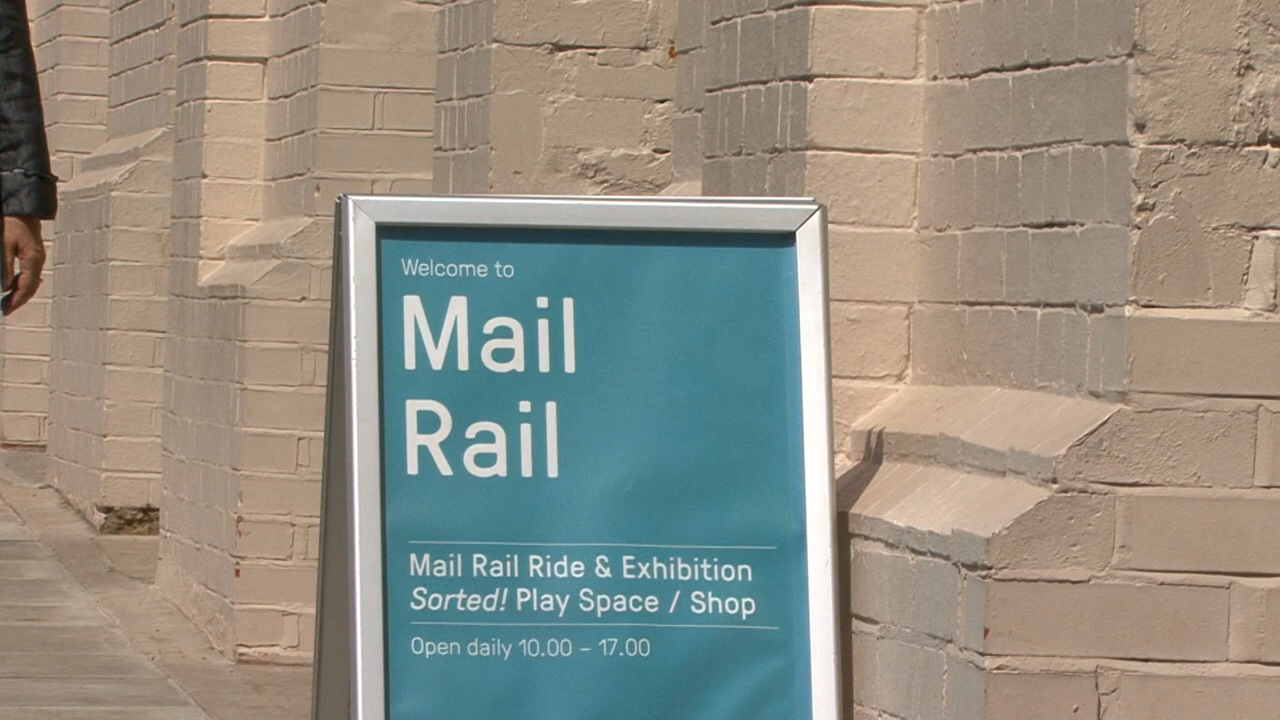 Welcome to
Mail
Rail
Mail Rail Ride & Exhibition
Sorted! Play Space / Shop
Open daily 10.00 – 17.00